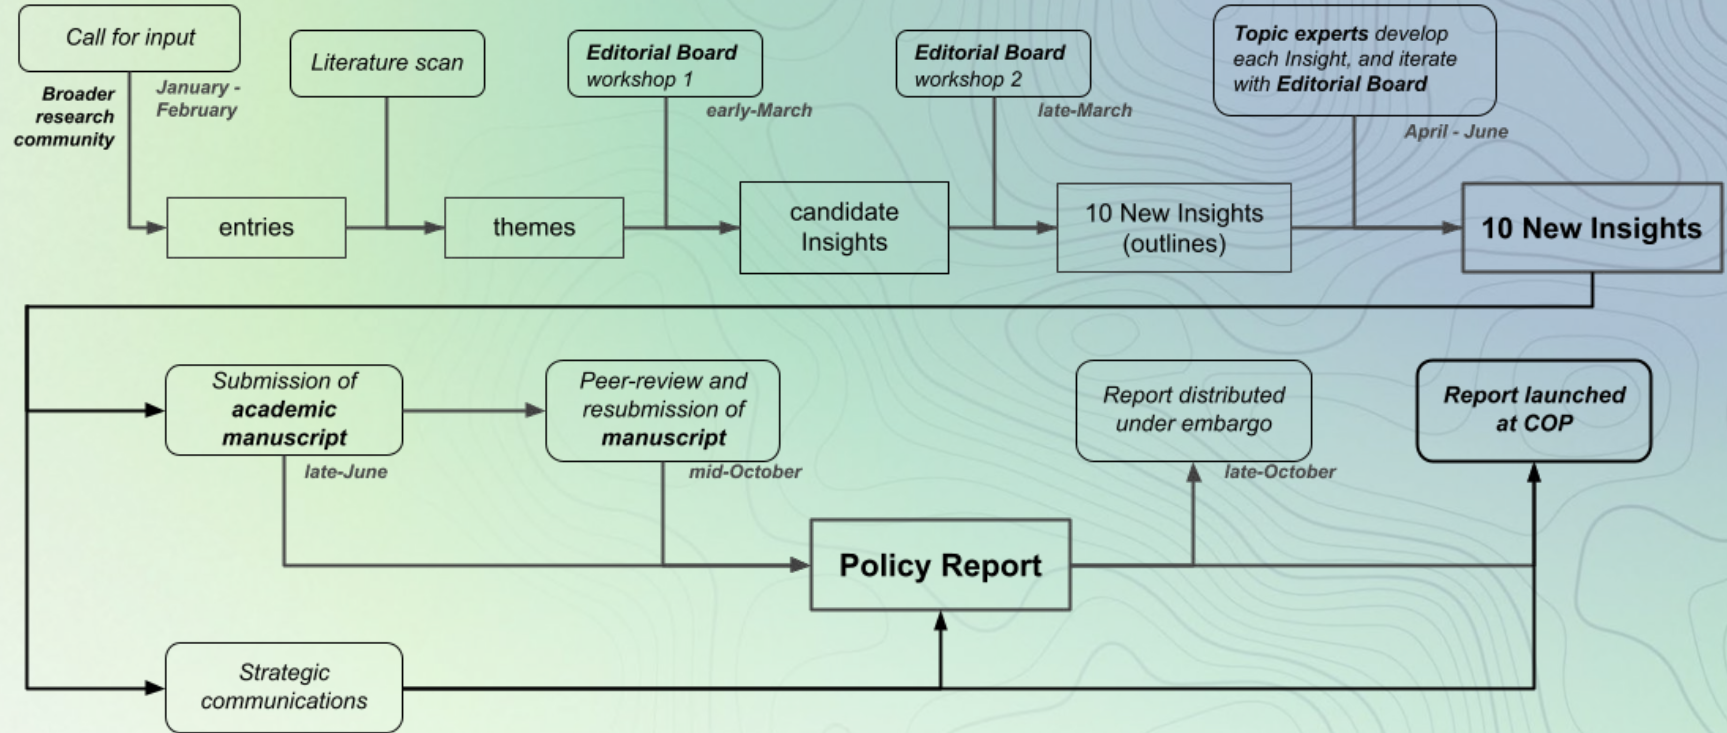 Call for input
Broader
research
community
January -
February
Literature scan
Editorial Board
workshop 1
early-March
Editorial Board
workshop 2
late-March
Topic experts develop
each Insight, and iterate
with Editorial Board
April - June
entries
themes
candidate
Insights
10 New Insights
(outlines)
10 New Insights
Submission of
academic
manuscript
late-June
Peer-review and
resubmission of
manuscript
mid-October
Report distributed
under embargo
late-October
Report launched
at COP
Policy Report
Strategic
communications